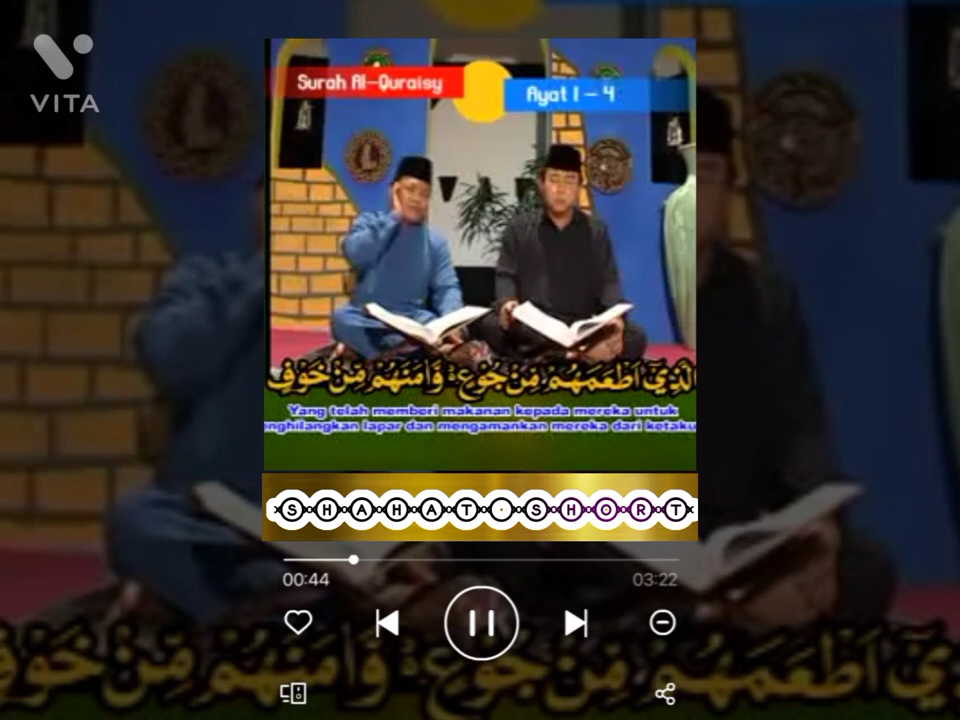 VITA
Surah Al-Quraisy
Ayat 1 - 4
الَّذِيْٓ اَطْعَمَهُمْ مِّنْ جُوْعٍ ەۙ وَّاٰمَنَهُمْ مِّنْ خَوْفٍ
Yang telah memberi makanan kepada mereka untuk
enghilangkan lapar dan mengamankan mereka dari ketaku
SHAHAT · SHORT
00:44
03:22